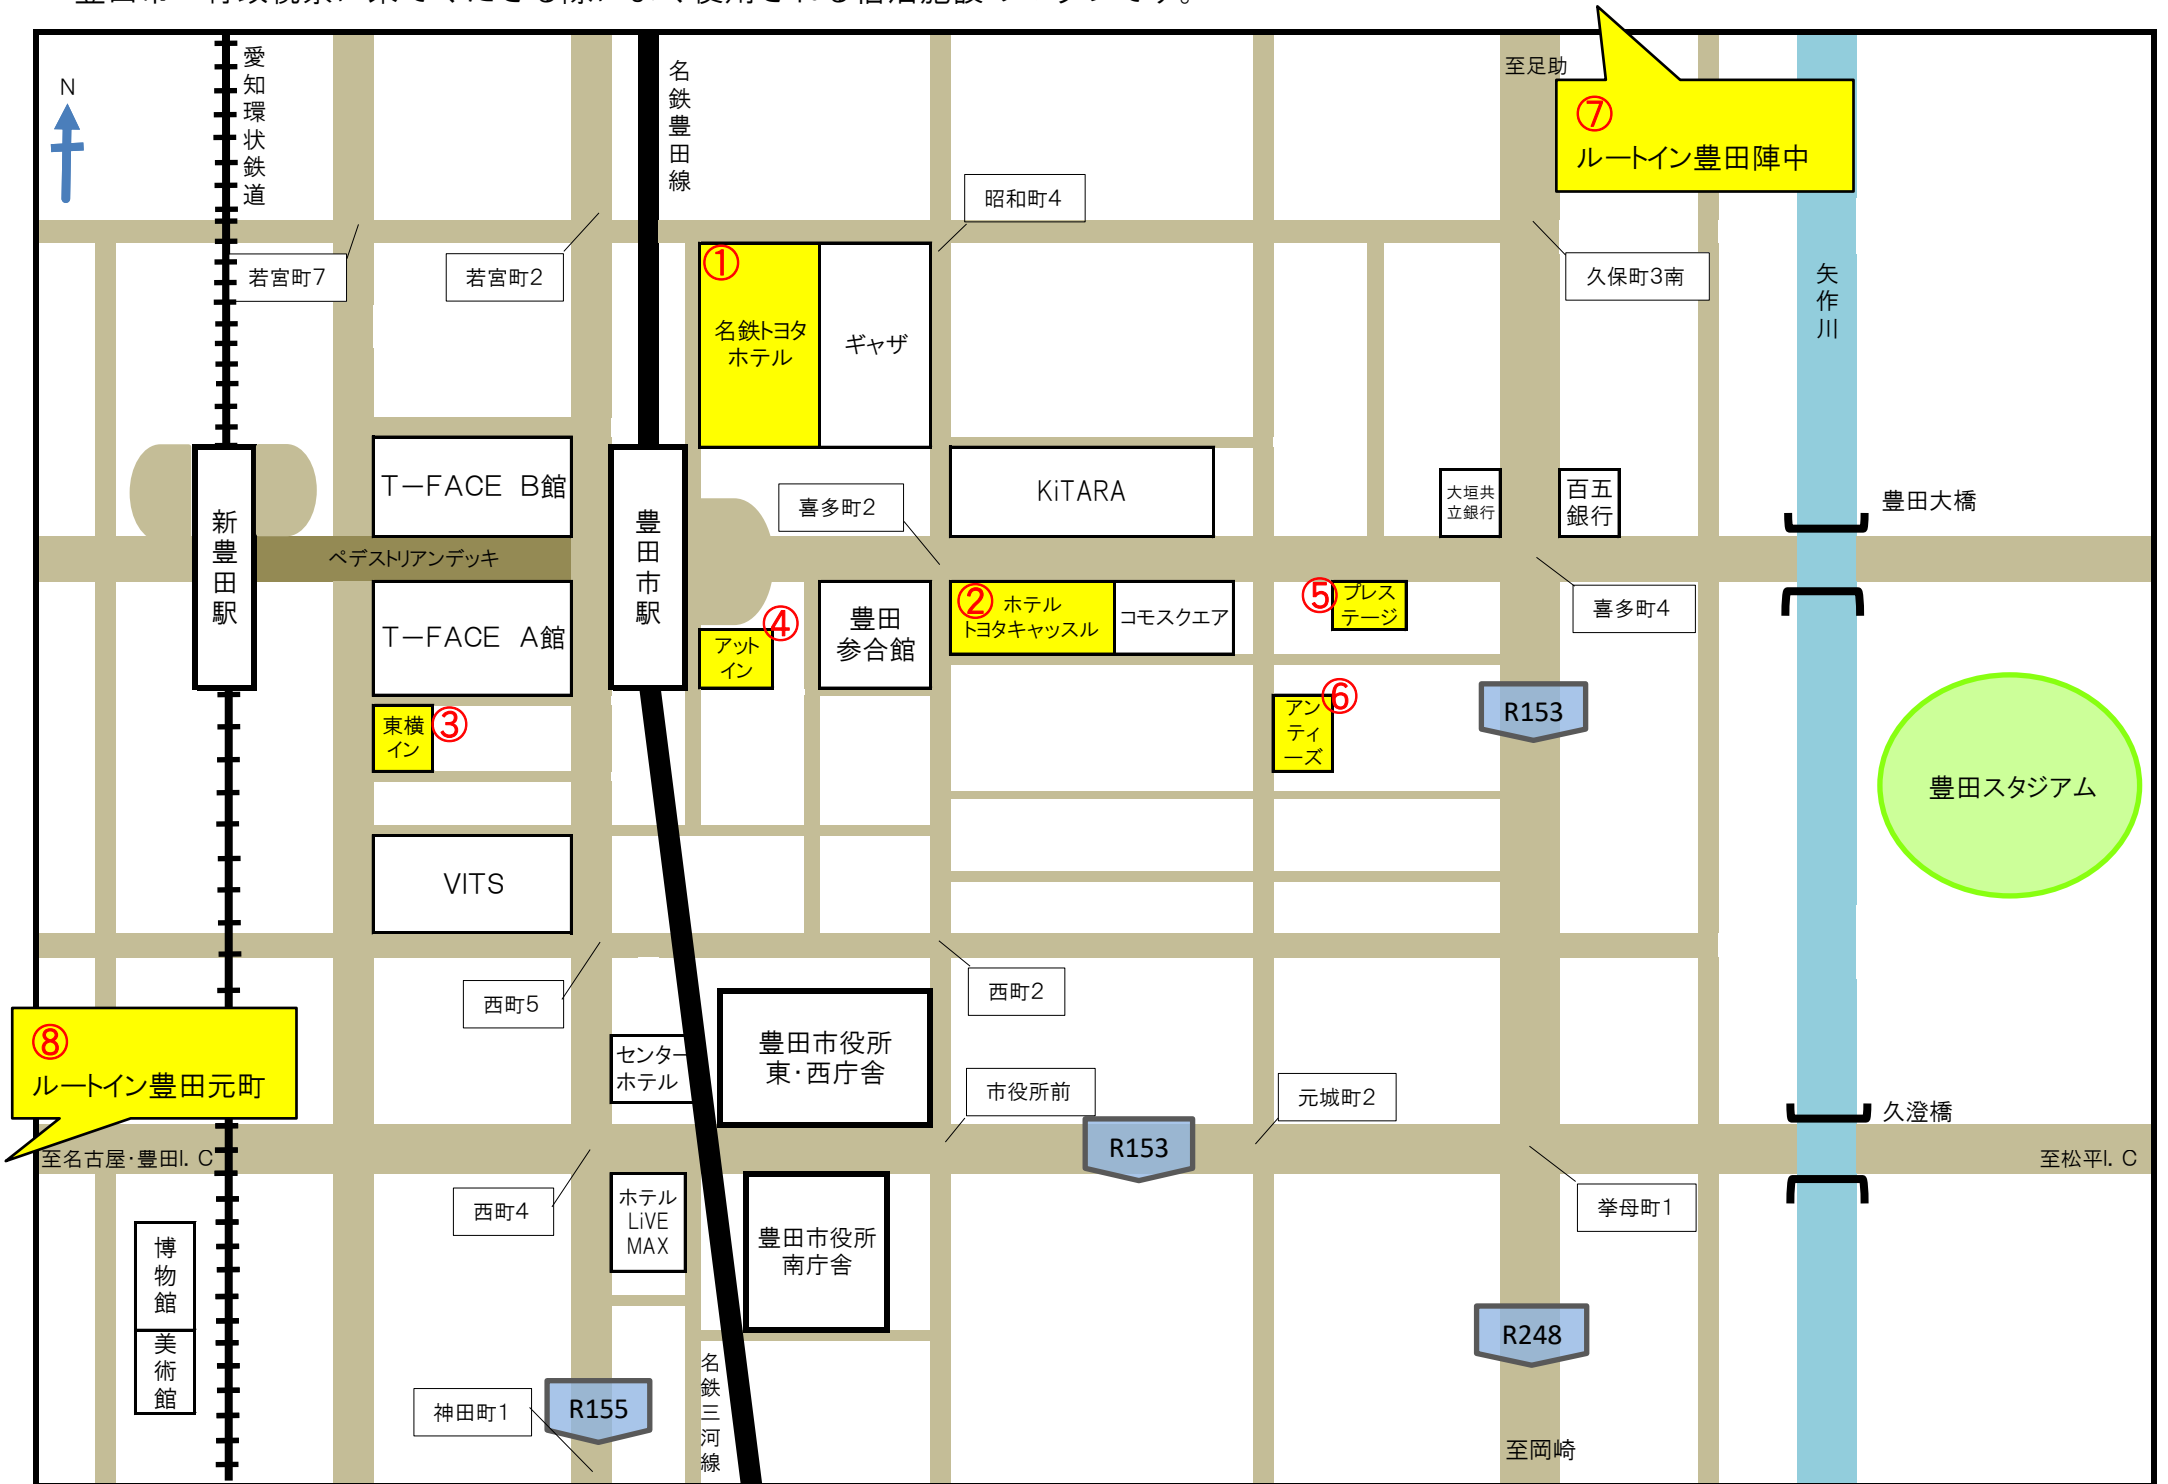 愛知環状鉄道
名鉄豊田線
至足助
N
⑦
ルートイン豊田陣中
昭和町4
若宮町7
若宮町2
①
名鉄トヨタ
ホテル
ギャザ
久保町3南
矢作川
T-FACE B館
新豊田駅
豊田市駅
喜多町2
KiTARA
大垣共
立銀行
百五
銀行
豊田大橋
ペデストリアンデッキ
T-FACE A館
④
アット
イン
豊田
参合館
②
ホテル
トヨタキャッスル
コモスクエア
⑤
プレス
テージ
喜多町4
東横
イン
③
アン
ティ
ーズ
⑥
R153
豊田スタジアム
VITS
西町5
西町2
⑧
ルートイン豊田元町
センター
ホテル
豊田市役所
東・西庁舎
市役所前
元城町2
久澄橋
R153
至名古屋・豊田I.C
至松平I.C
西町4
ホテル
LiVE
MAX
豊田市役所
南庁舎
挙母町1
博物館
美術館
R248
神田町1
R155
名鉄三河線
至岡崎